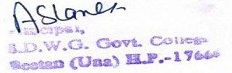 Principal,
S.D.W.G. Govt. College
Beetan (Una) H.P.-1766